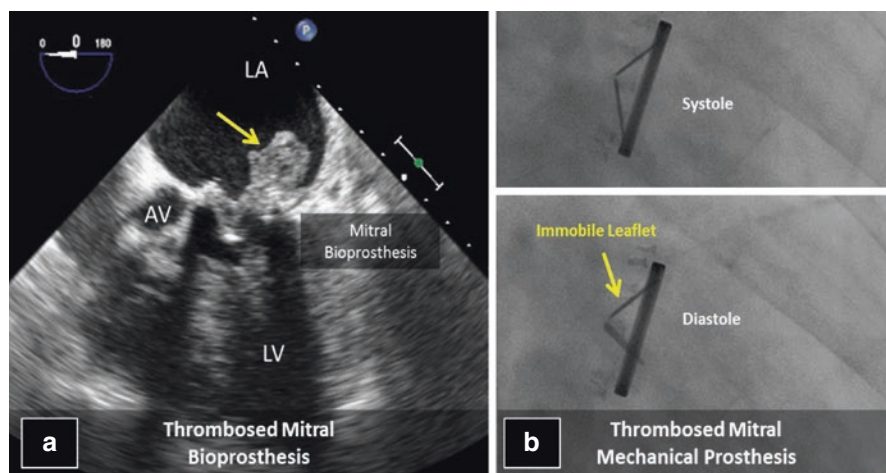 0
0
180
P
LA
AV
Mitral
Bioprosthesis
LV
a
Thrombosed Mitral
Bioprosthesis
Systole
Immobile Leaflet
Diastole
b
Thrombosed Mitral
Mechanical Prosthesis